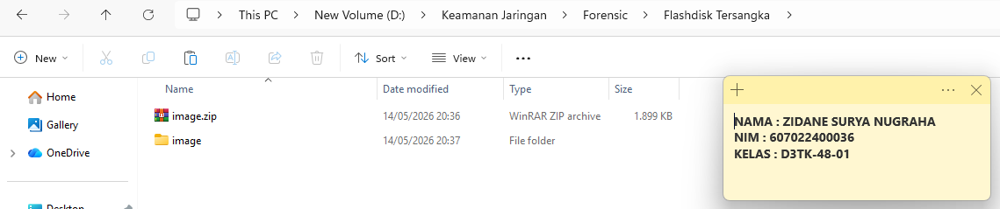 This PC > New Volume (D:) > Keamanan Jaringan > Forensic > Flashdisk Tersangka >
New Sort View ...
Home
Gallery
OneDrive
Desktop
Name Date modified Type Size
image.zip 14/05/2026 20:36 WinRAR ZIP archive 1.899 KB
image 14/05/2026 20:37 File folder
NAMA : ZIDANE SURYA NUGRAHA
NIM : 607022400036
KELAS : D3TK-48-01